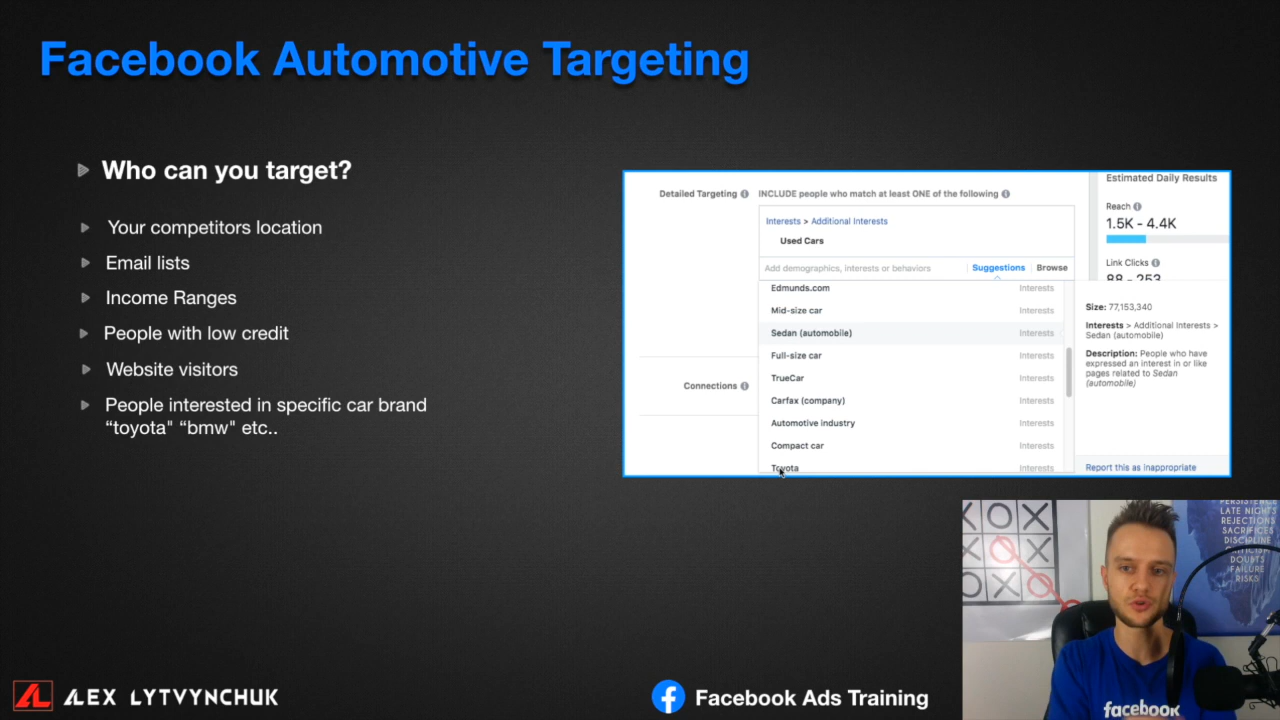 Facebook Automotive Targeting
Who can you target?
Your competitors location
Email lists
Income Ranges
People with low credit
Website visitors
People interested in specific car brand
“toyota" “bmw" etc..
Detailed Targeting
INCLUDE people who match at least ONE of the following
Interests > Additional Interests
Used Cars
Add demographics, interests or behaviors
Suggestions
Browse
Edmunds.com Interests
Mid-size car Interests
Sedan (automobile) Interests
Full-size car Interests
TrueCar Interests
Carfax (company) Interests
Automotive industry Interests
Compact car Interests
Toyota Interests
Connections
Estimated Daily Results
Reach
1.5K - 4.4K
Link Clicks
88 - 253
Size: 77,153,340
Interests > Additional Interests >
Sedan (automobile)
Description: People who have
expressed an interest in or like
pages related to Sedan
(automobile)
Report this as inappropriate
PERSISTENCE
LATE NIGHTS
REJECTIONS
SACRIFICES
DISCIPLINE
CRITICISM
DOUBTS
FAILURE
RISKS
facebook
ALEX LYTVYNCHUK
Facebook Ads Training